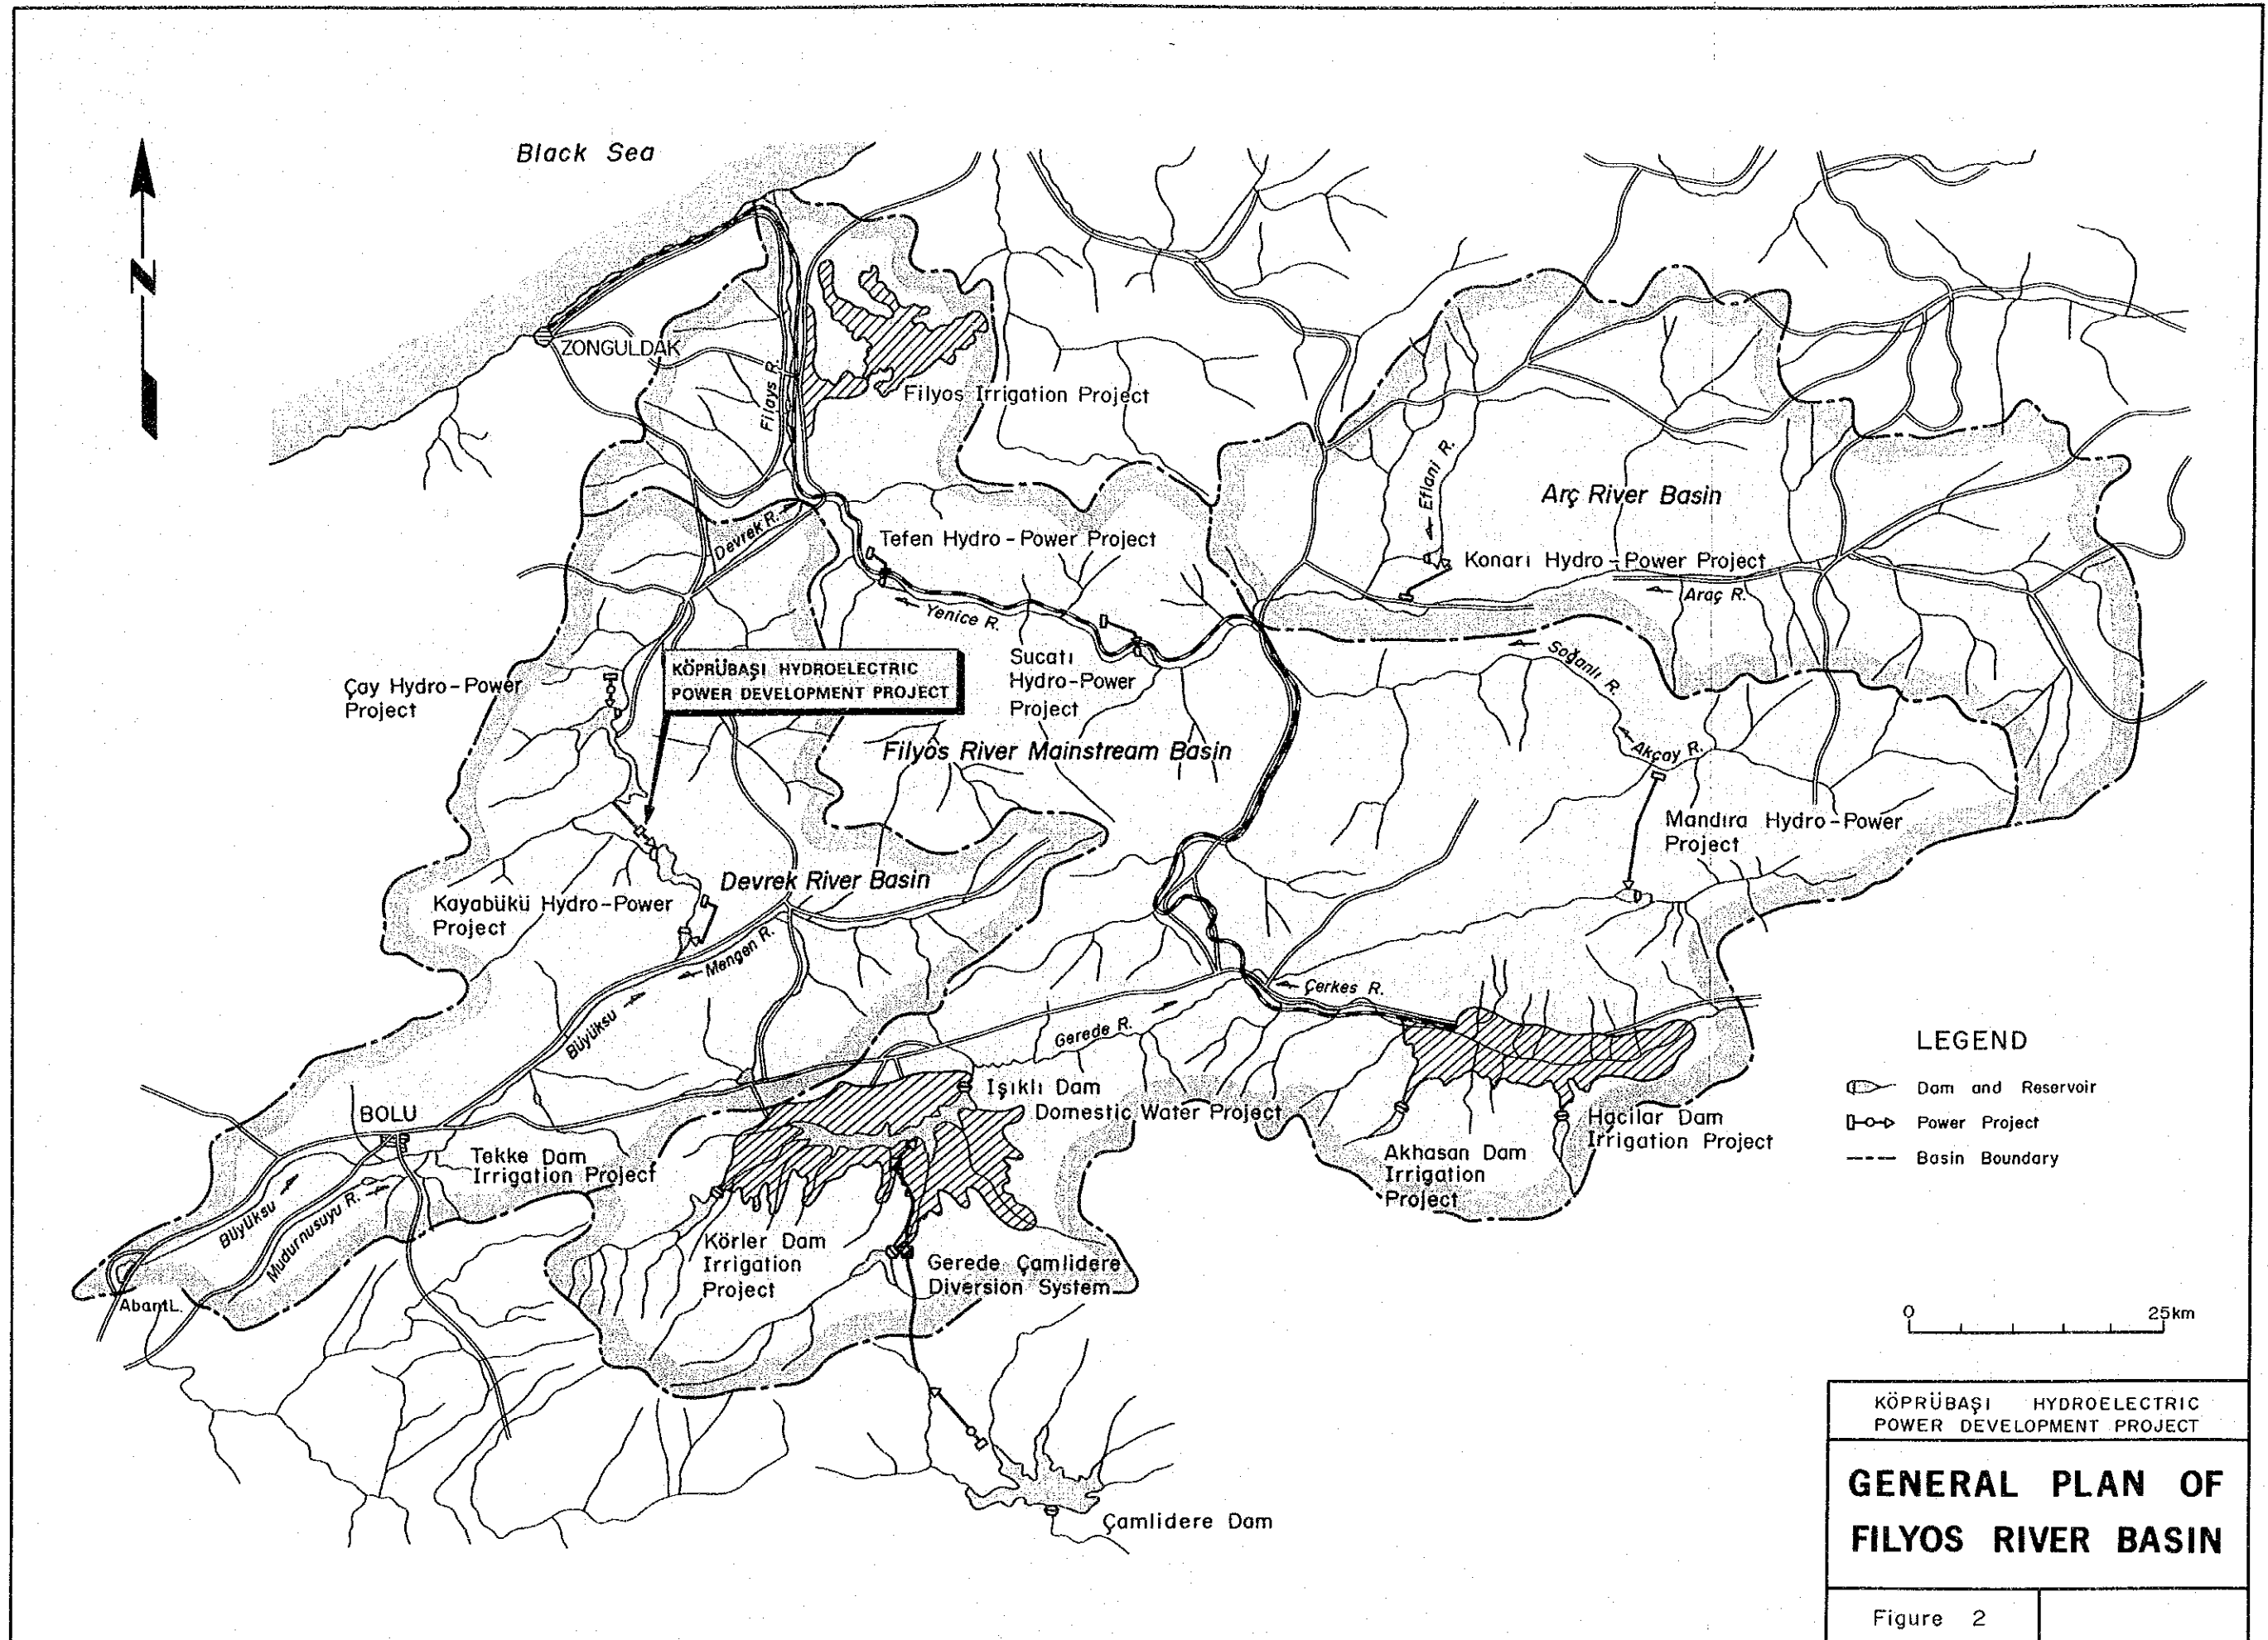 Black Sea
N
ZONGULDAK
Filays R.
Filyos Irrigation Project
Eflani R.
Arç River Basin
Devrek R.
Tefen Hydro-Power Project
Konarı Hydro-Power Project
Araç R.
Yenice R.
Soğanlı R.
KÖPRÜBAŞI HYDROELECTRIC
POWER DEVELOPMENT PROJECT
Sucatı
Hydro-Power
Project
Çay Hydro-Power
Project
Filyos River Mainstream Basin
Akçay R.
Mandıra Hydro-Power
Project
Devrek River Basin
Kayabükü Hydro-Power
Project
Mengen R.
Çerkes R.
Büyüksu
Gerede R.
Işıklı Dam
Domestic Water Project
BOLU
Tekke Dam
Irrigation Project
Hacilar Dam
Irrigation Project
Akhasan Dam
Irrigation
Project
Büyüksu
Mudurnusuyu R.
Körler Dam
Irrigation
Project
Gerede Çamlidere
Diversion System
Abant L.
Çamlidere Dam
LEGEND
Dam and Reservoir
Power Project
Basin Boundary
0 25km
KÖPRÜBAŞI HYDROELECTRIC
POWER DEVELOPMENT PROJECT
GENERAL PLAN OF
FILYOS RIVER BASIN
Figure 2